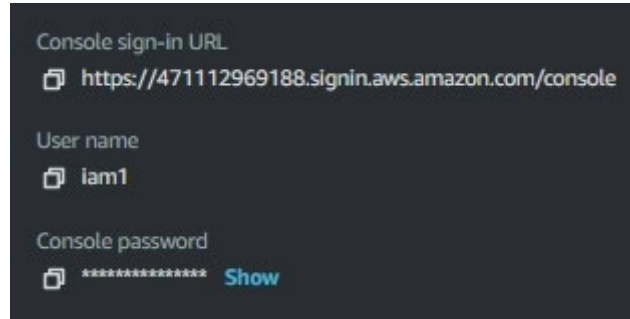 Console sign-in URL
https://471112969188.signin.aws.amazon.com/console
User name
iam1
Console password
*************** Show